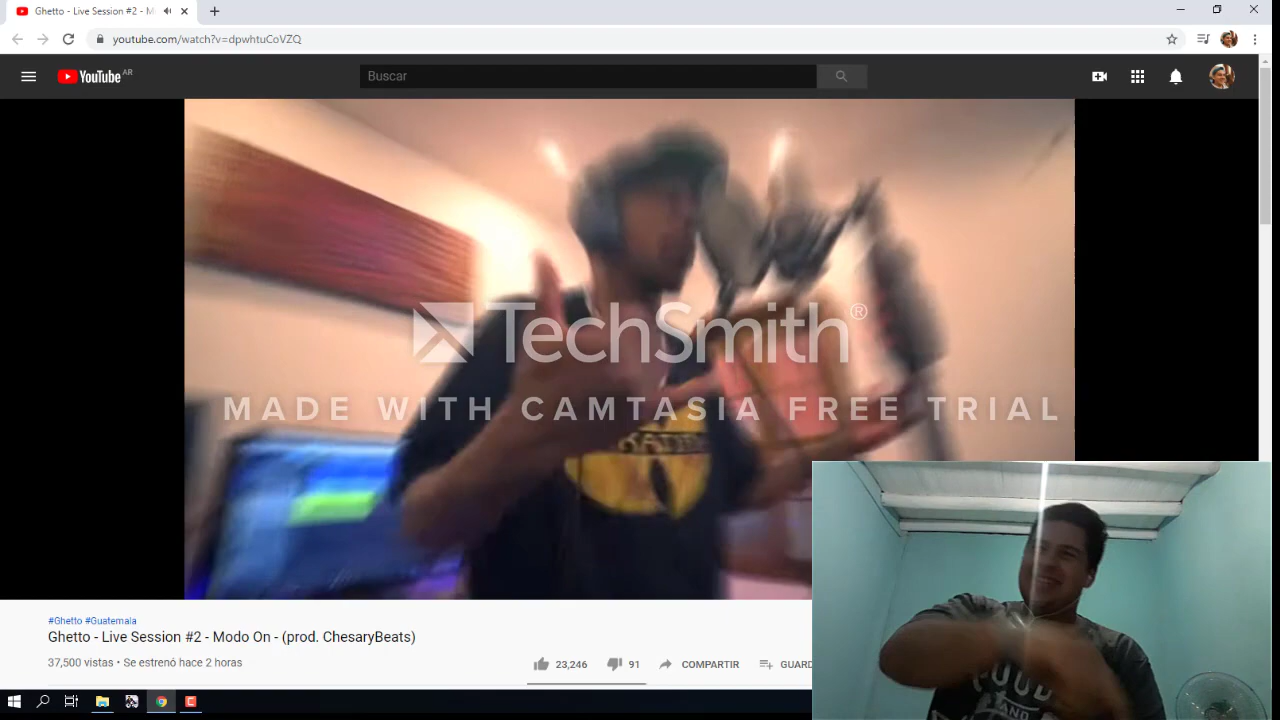 Ghetto - Live Session #2 - M
youtube.com/watch?v=dpwhtuCoVZQ
YouTube AR
Buscar
TechSmith®
MADE WITH CAMTASIA FREE TRIAL
#Ghetto #Guatemala
Ghetto - Live Session #2 - Modo On - (prod. ChesaryBeats)
37,500 vistas • Se estrenó hace 2 horas
23,246
91
COMPARTIR
GUARD
AND